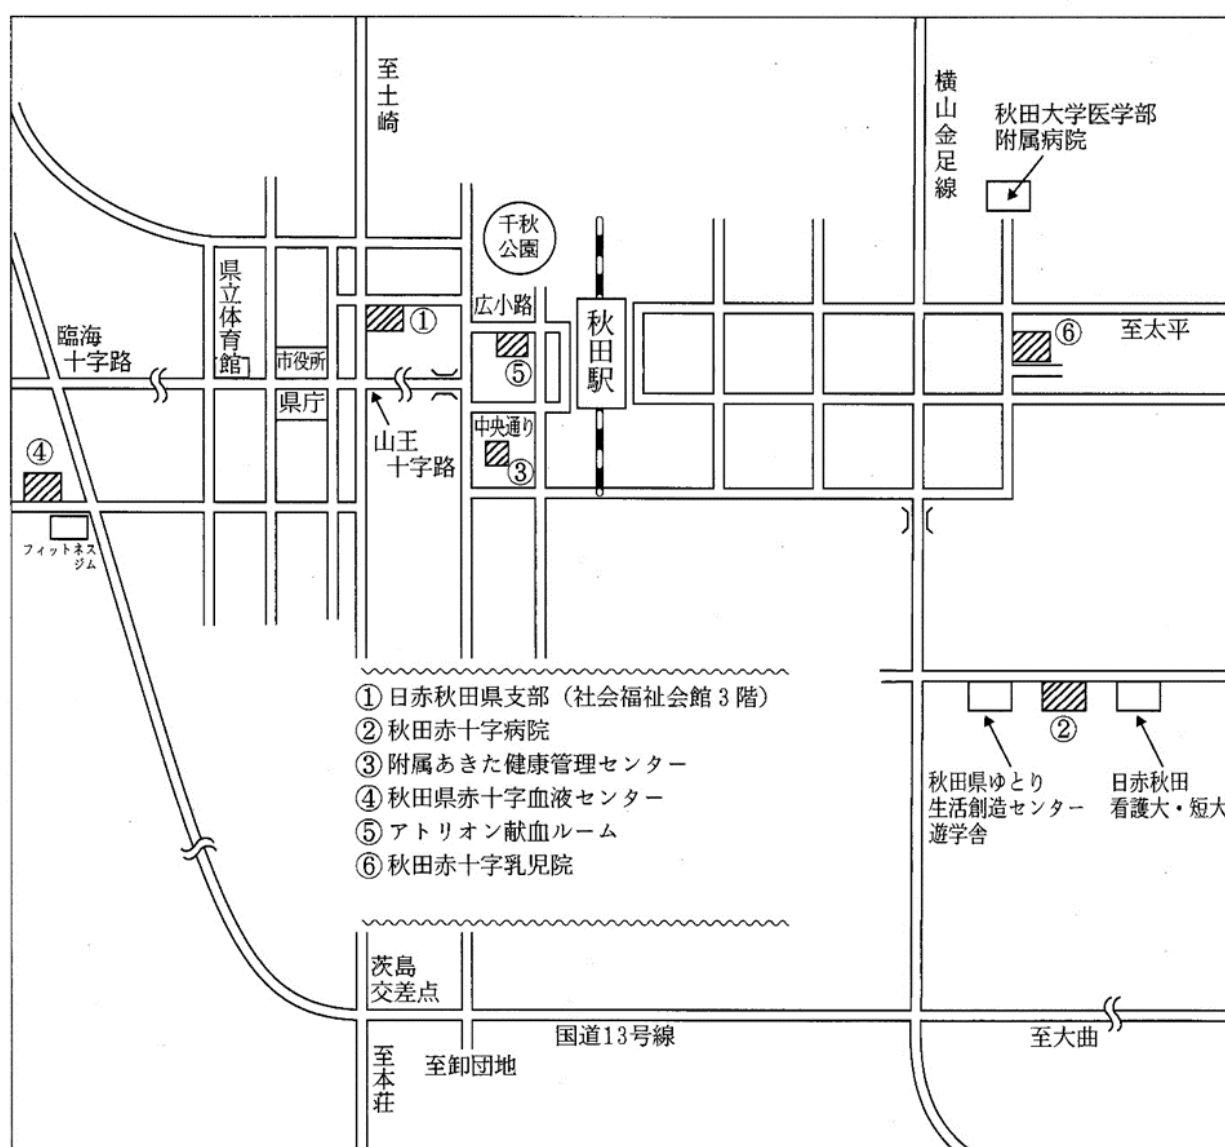 至土崎
横山金足線
秋田大学医学部
附属病院
千秋
公園
県立体育館
広小路
秋田駅
①
⑥
至太平
臨海
十字路
市役所
⑤
県庁
山王
十字路
中央通り
④
③
フィットネス
ジム
①日赤秋田県支部（社会福祉会館3階）
②秋田赤十字病院
③附属あきた健康管理センター
④秋田県赤十字血液センター
⑤アトリオン献血ルーム
⑥秋田赤十字乳児院
②
秋田県ゆとり
生活創造センター
遊学舎
日赤秋田
看護大・短大
茨島
交差点
国道13号線
至大曲
至本荘
至卸団地